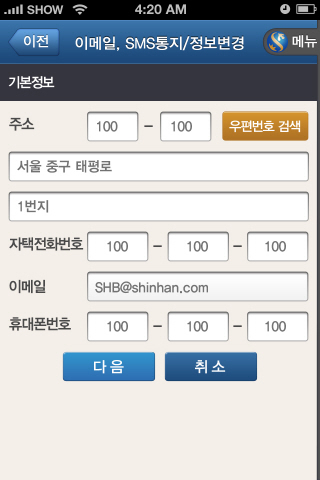 SHOW 4:20 AM
이전 이메일, SMS통지/정보변경 메뉴
기본정보
주소 100 – 100 우편번호 검색
서울 중구 태평로
1번지
자택전화번호 100 – 100 – 100
이메일 SHB@shinhan.com
휴대폰번호 100 – 100 – 100
다음 취소